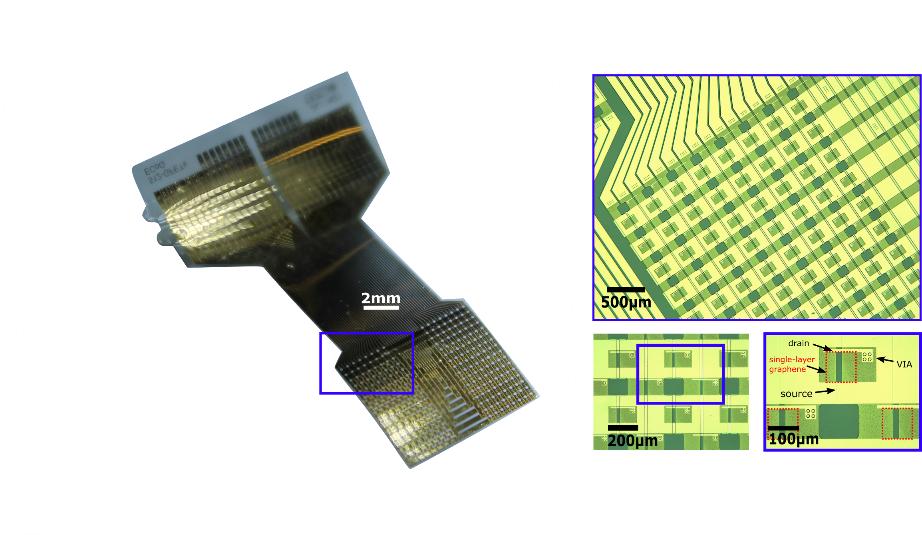 2mm
500µm
200µm
drain
single-layer
graphene
VIA
source
100µm